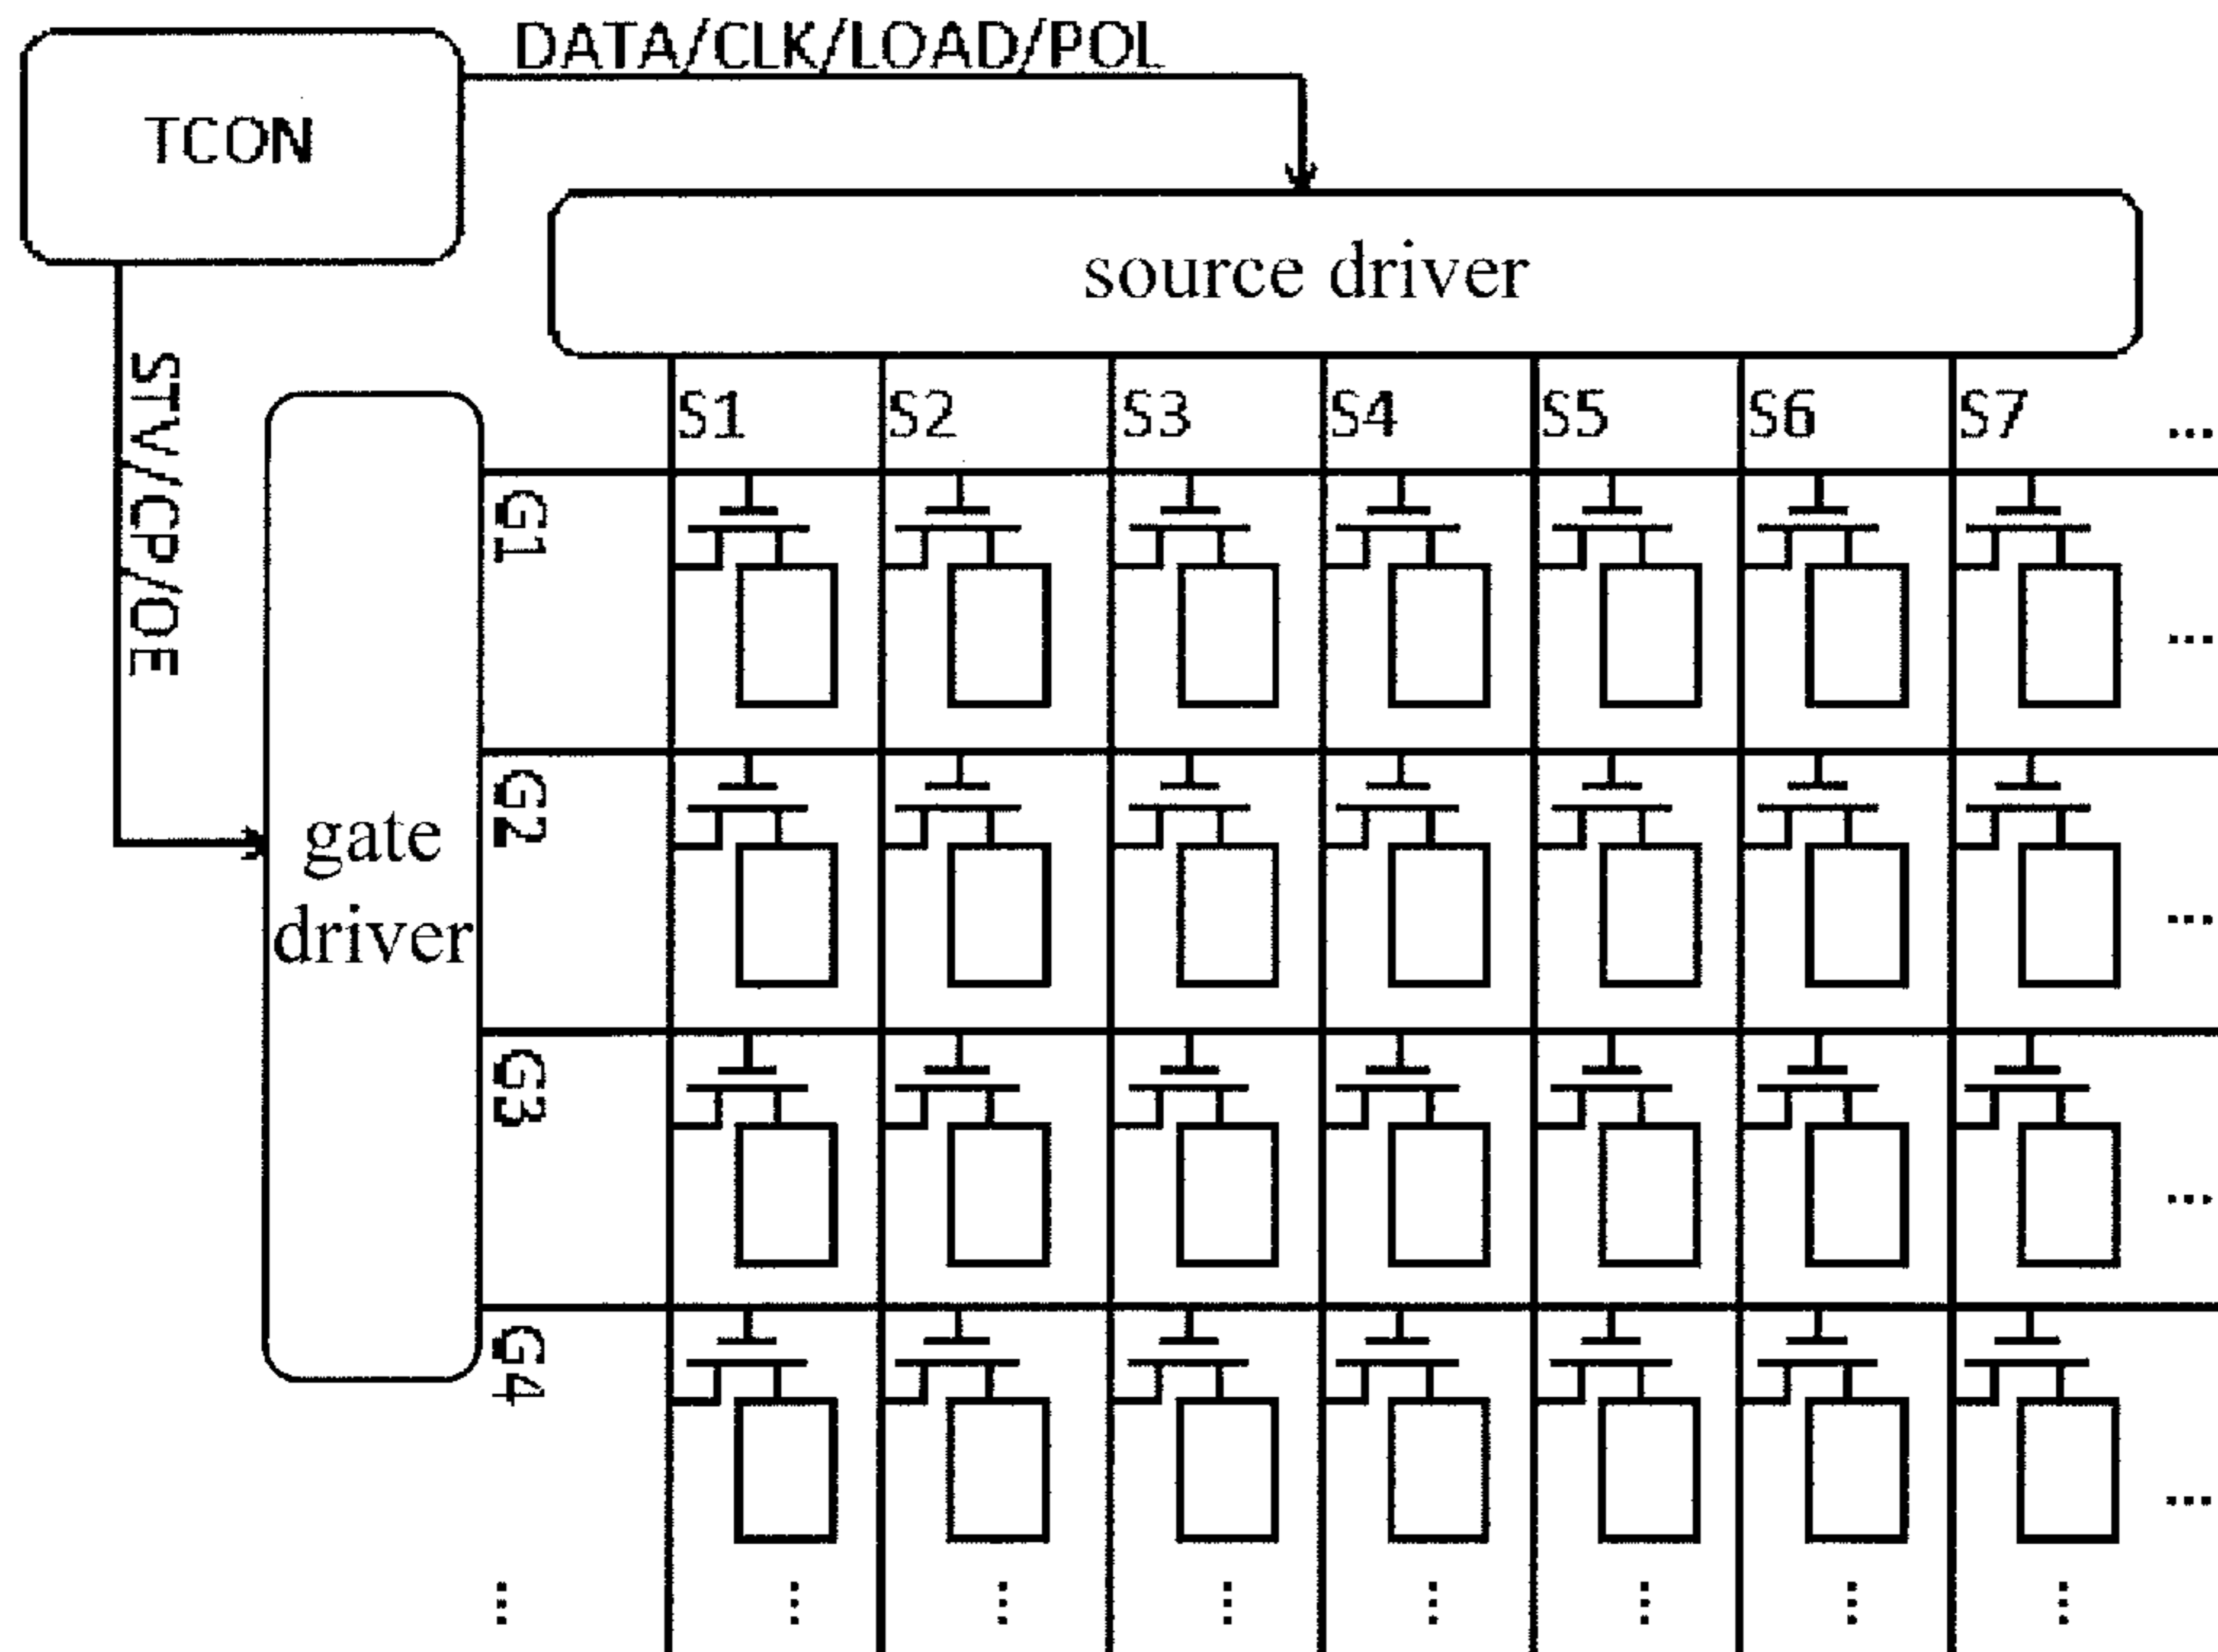 DATA/CLK/LOAD/POL
TCON
source driver
STV/CP/OE
S1 S2 S3 S4 S5 S6 S7 ...
G1
...
gate
driver
G2
...
G3
...
G4
...
... ... ... ... ... ... ... ...